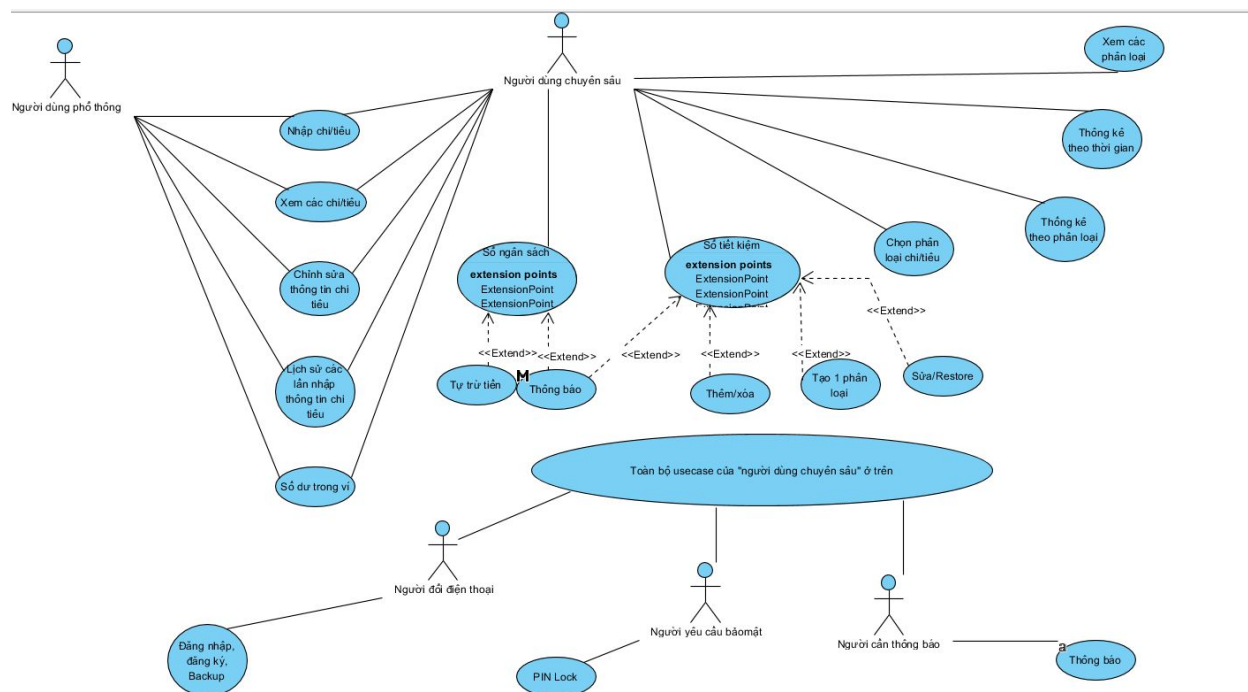 Xem các
phân loại
Người dùng chuyên sâu
Người dùng phổ thông
Nhập chi/tiêu
Thống kê
theo thời gian
Xem các chi/tiêu
Thống kê
theo phân loại
Chọn phân
loại chi/tiêu
Sổ ngân sách
extension points
ExtensionPoint
ExtensionPoint
Sổ tiết kiệm
extension points
ExtensionPoint
ExtensionPoint
ExtensionPoint
Chỉnh sửa
thông tin chi
tiêu
<<Extend>>
<<Extend>>
<<Extend>>
<<Extend>>
<<Extend>>
<<Extend>>
Lịch sử các
lần nhập
thông tin chi
tiêu
Tự trừ tiền
M
Thông báo
Thêm/xóa
Tạo 1 phân
loại
Sửa/Restore
Số dư trong ví
Toàn bộ usecase của "người dùng chuyên sâu" ở trên
Người đổi điện thoại
Người yêu cầu bảomật
Người cần thông báo
Đăng nhập,
đăng ký,
Backup
PIN Lock
a
Thông báo